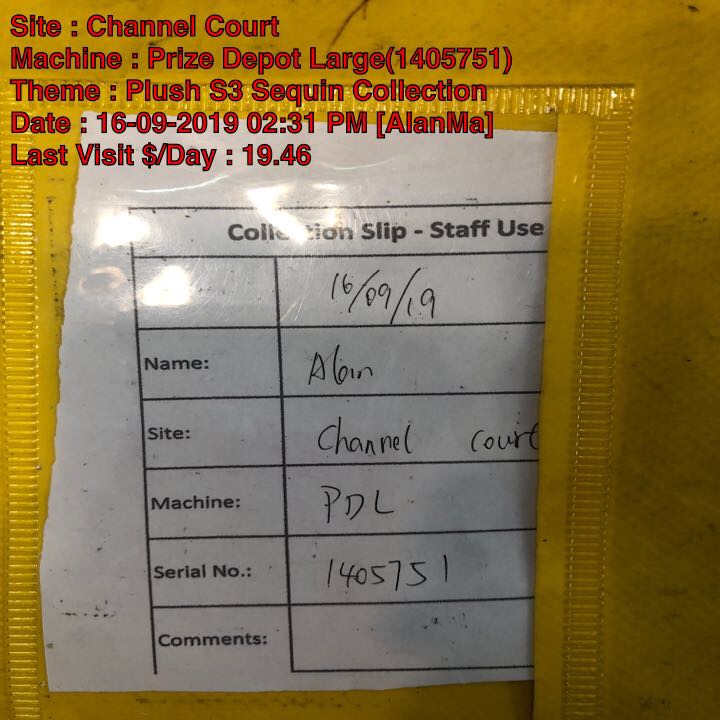 Site : Channel Court
Machine : Prize Depot Large(1405751)
Theme : Plush S3 Sequin Collection
Date : 16-09-2019 02:31 PM [AlanMa]
Last Visit $/Day : 19.46
Collection Slip - Staff Use
16/09/19
Name: Alan
Site: Channel Court
Machine: PDL
Serial No.: 1405751
Comments: